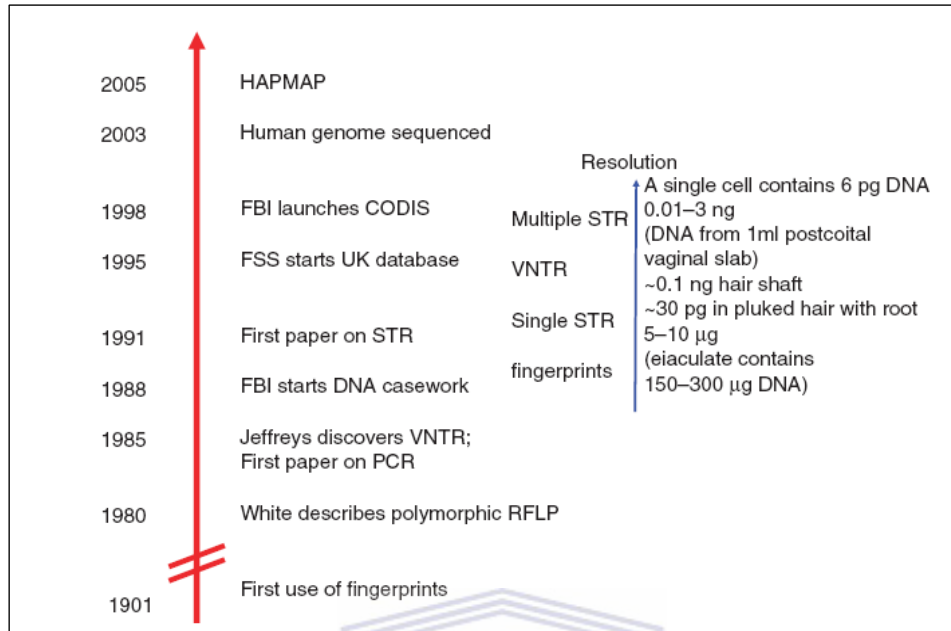 2005 HAPMAP
2003 Human genome sequenced
1998 FBI launches CODIS
1995 FSS starts UK database
1991 First paper on STR
1988 FBI starts DNA casework
1985 Jeffreys discovers VNTR;
First paper on PCR
1980 White describes polymorphic RFLP
1901 First use of fingerprints
Resolution
Multiple STR
VNTR
Single STR
fingerprints
A single cell contains 6 pg DNA
0.01–3 ng
(DNA from 1ml postcoital
vaginal slab)
~0.1 ng hair shaft
~30 pg in pluked hair with root
5–10 µg
(eiaculate contains
150–300 µg DNA)